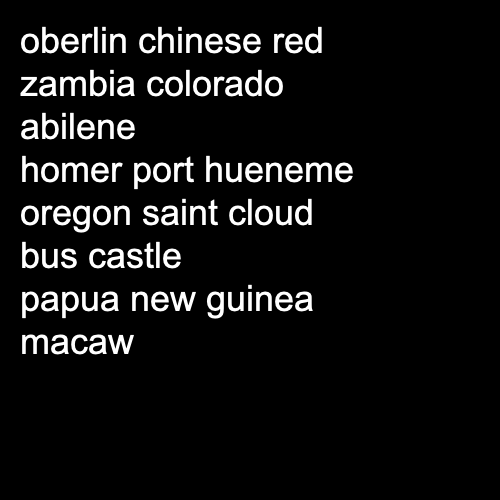 oberlin chinese red
zambia colorado
abilene
homer port hueneme
oregon saint cloud
bus castle
papua new guinea
macaw